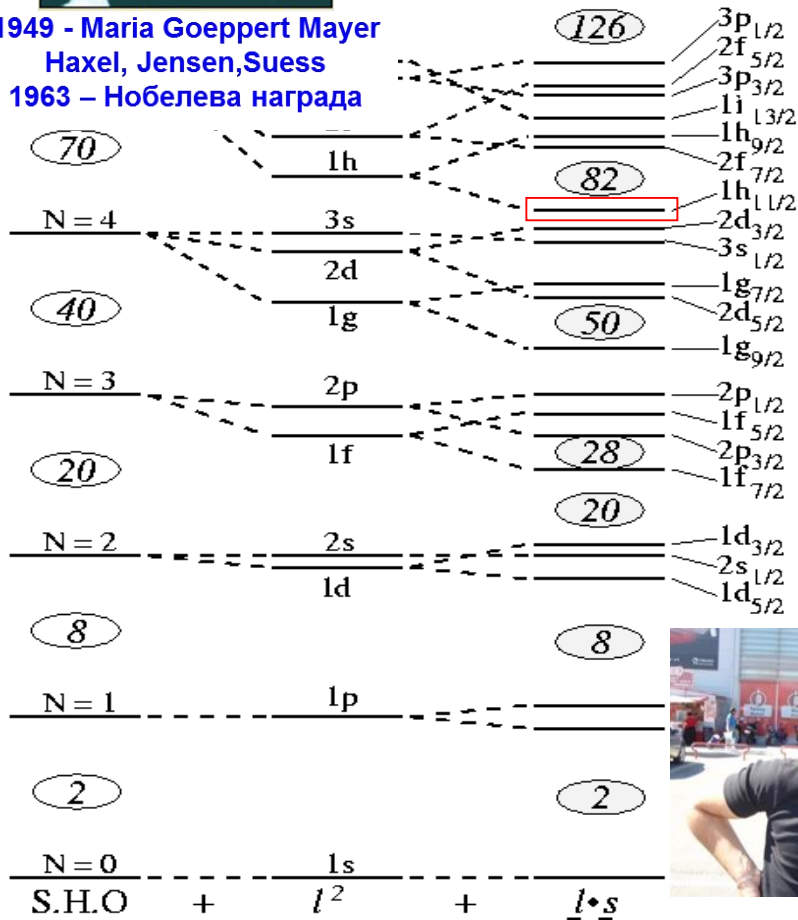 1949 - Maria Goeppert Mayer
Haxel, Jensen,Suess
1963 – Нобелева награда
126
3p1/2
2f5/2
3p3/2
1i13/2
1h9/2
2f7/2
70
1h
82
1h11/2
N = 4
3s
2d3/2
3s1/2
2d
40
1g
1g7/2
2d5/2
50
1g9/2
N = 3
2p
2p1/2
1f5/2
1f
28
2p3/2
1f7/2
20
20
N = 2
2s
1d3/2
2s1/2
1d
1d5/2
8
8
N = 1
1p
2
2
N = 0
1s
S.H.O + l² + l•s